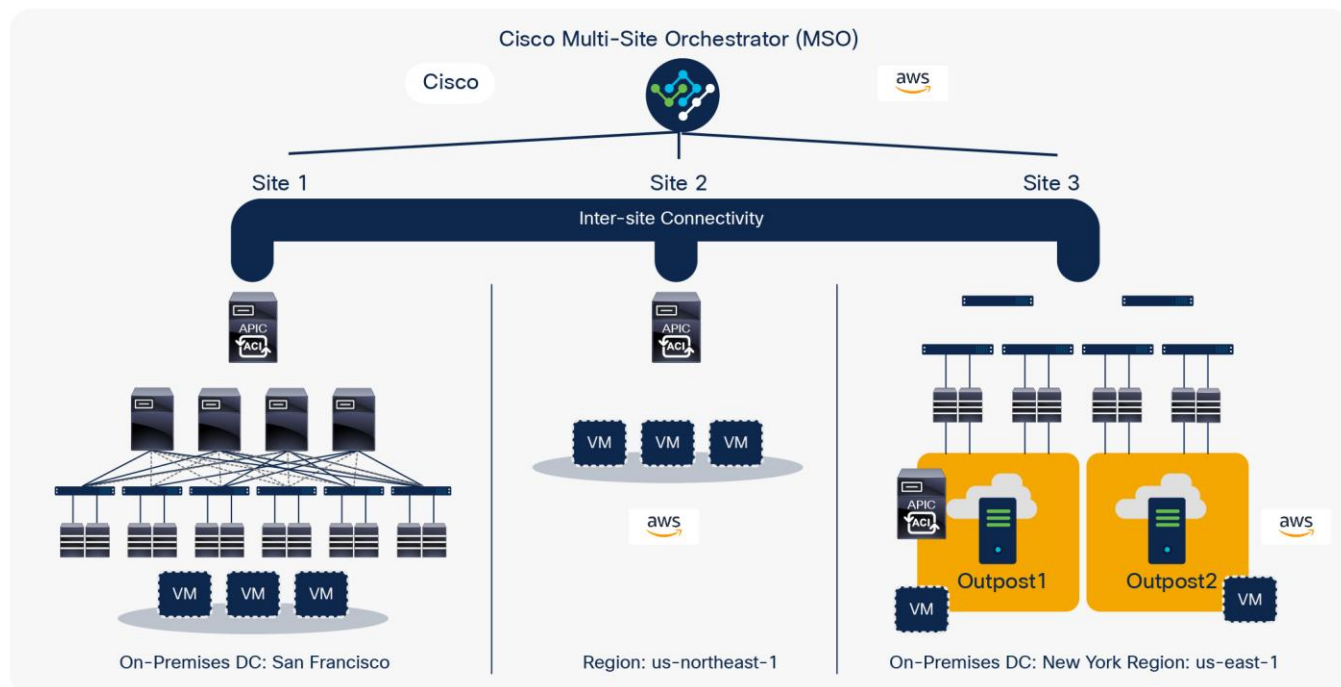 Cisco Multi-Site Orchestrator (MSO)
Cisco
aws
Site 1
Site 2
Site 3
Inter-site Connectivity
APIC
ACI
APIC
ACI
VM
VM
VM
aws
VM
VM
VM
APIC
ACI
Outpost1
Outpost2
aws
VM
VM
On-Premises DC: San Francisco
Region: us-northeast-1
On-Premises DC: New York Region: us-east-1